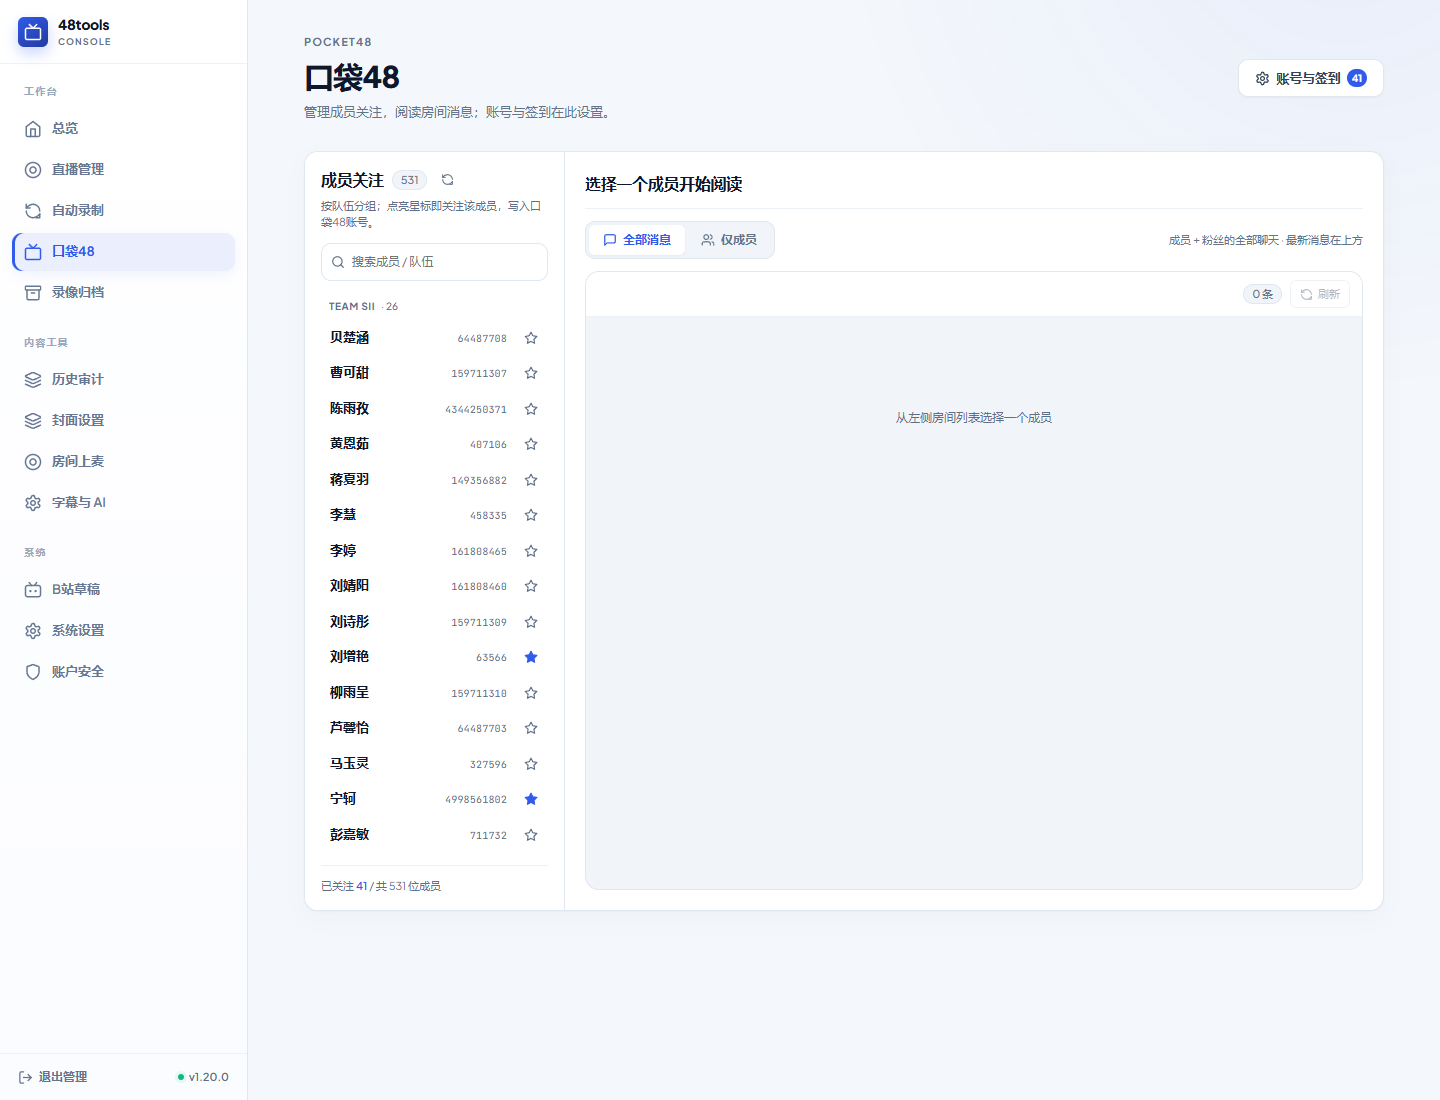 48tools
CONSOLE
工作台
总览
直播管理
自动录制
口袋48
录像归档
内容工具
历史审计
封面设置
房间上麦
字幕与 AI
系统
B站草稿
系统设置
账户安全
退出管理
v1.20.0
POCKET48
口袋48
管理成员关注，阅读房间消息；账号与签到在此设置。
账号与签到 41
成员关注 531
按队伍分组；点亮星标即关注该成员，写入口
袋48账号。
搜索成员 / 队伍
TEAM SII · 26
贝楚涵 64487708
曹可甜 159711307
陈雨孜 4344250371
黄恩茹 407106
蒋夏羽 149356882
李慧 458335
李婷 161808465
刘婧阳 161808460
刘诗彤 159711309
刘增艳 63566
柳雨呈 159711310
芦馨怡 64487703
马玉灵 327596
宁轲 4998561802
彭嘉敏 711732
已关注 41 / 共 531 位成员
选择一个成员开始阅读
全部消息
仅成员
成员 + 粉丝的全部聊天 · 最新消息在上方
0 条
刷新
从左侧房间列表选择一个成员